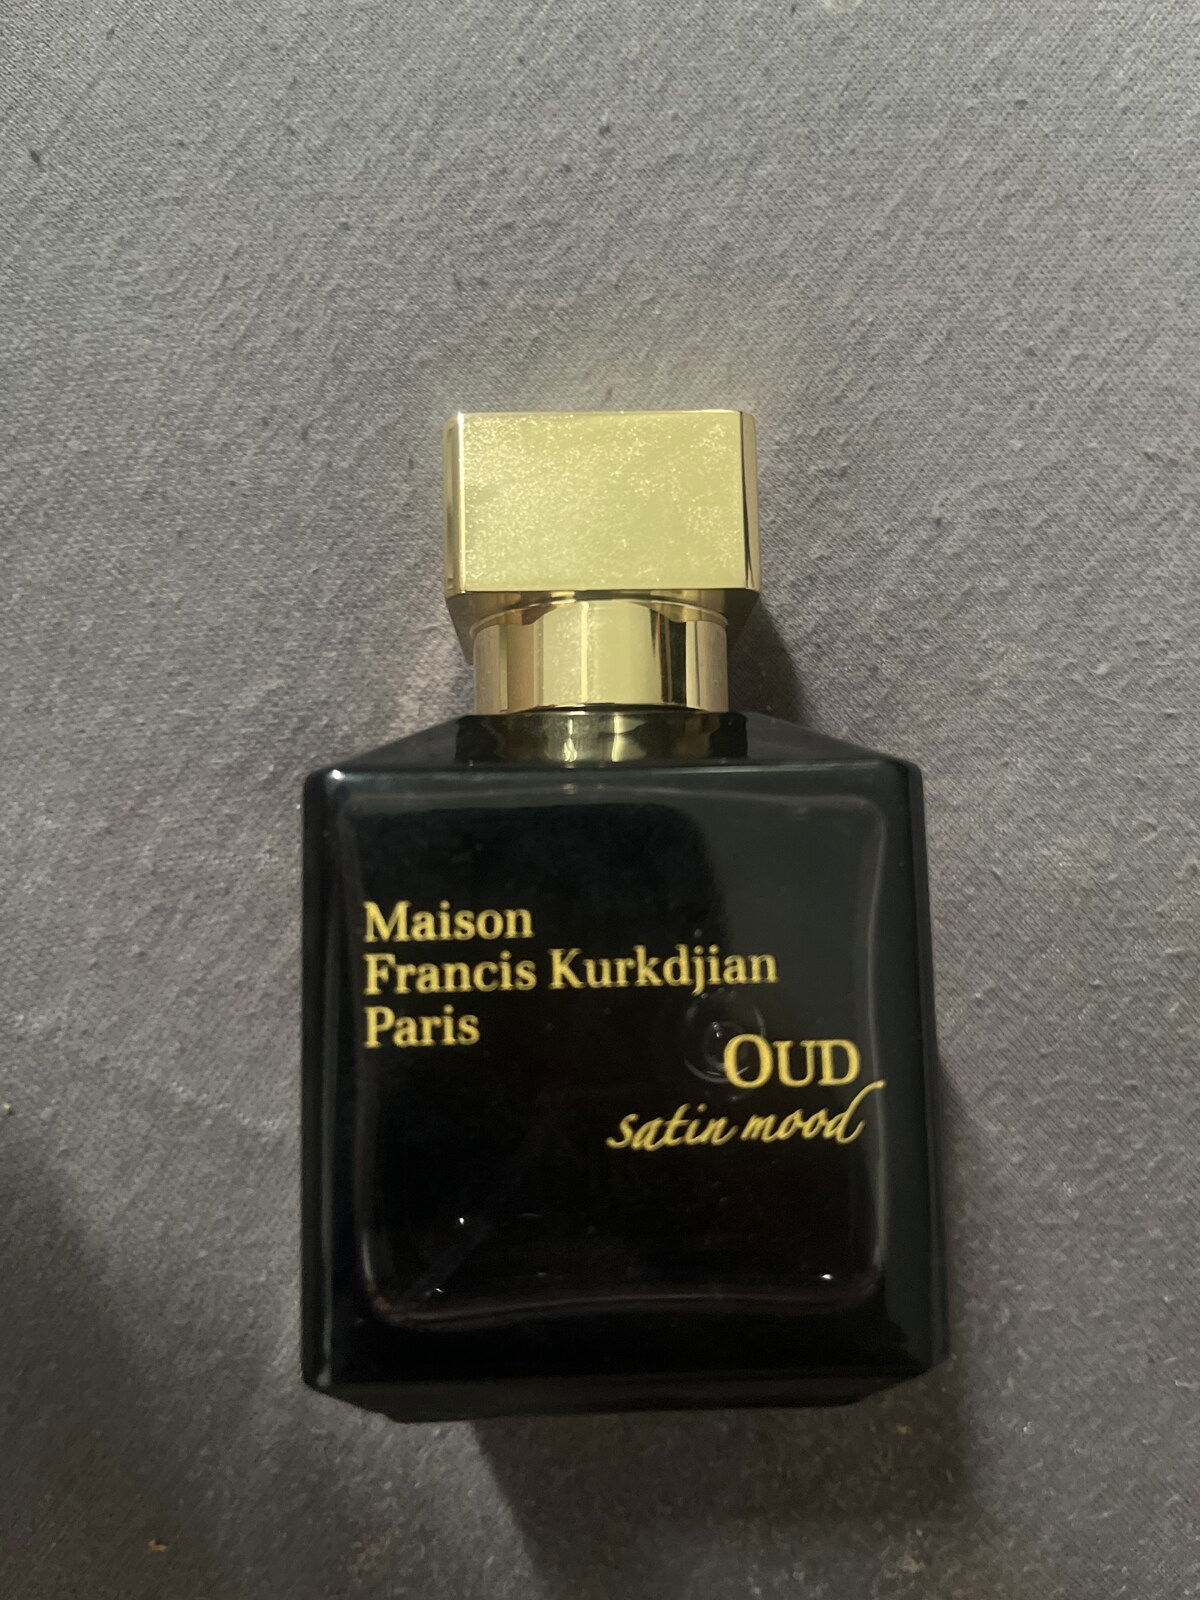 Maison
Francis Kurkdjian
Paris
OUD
satin mood